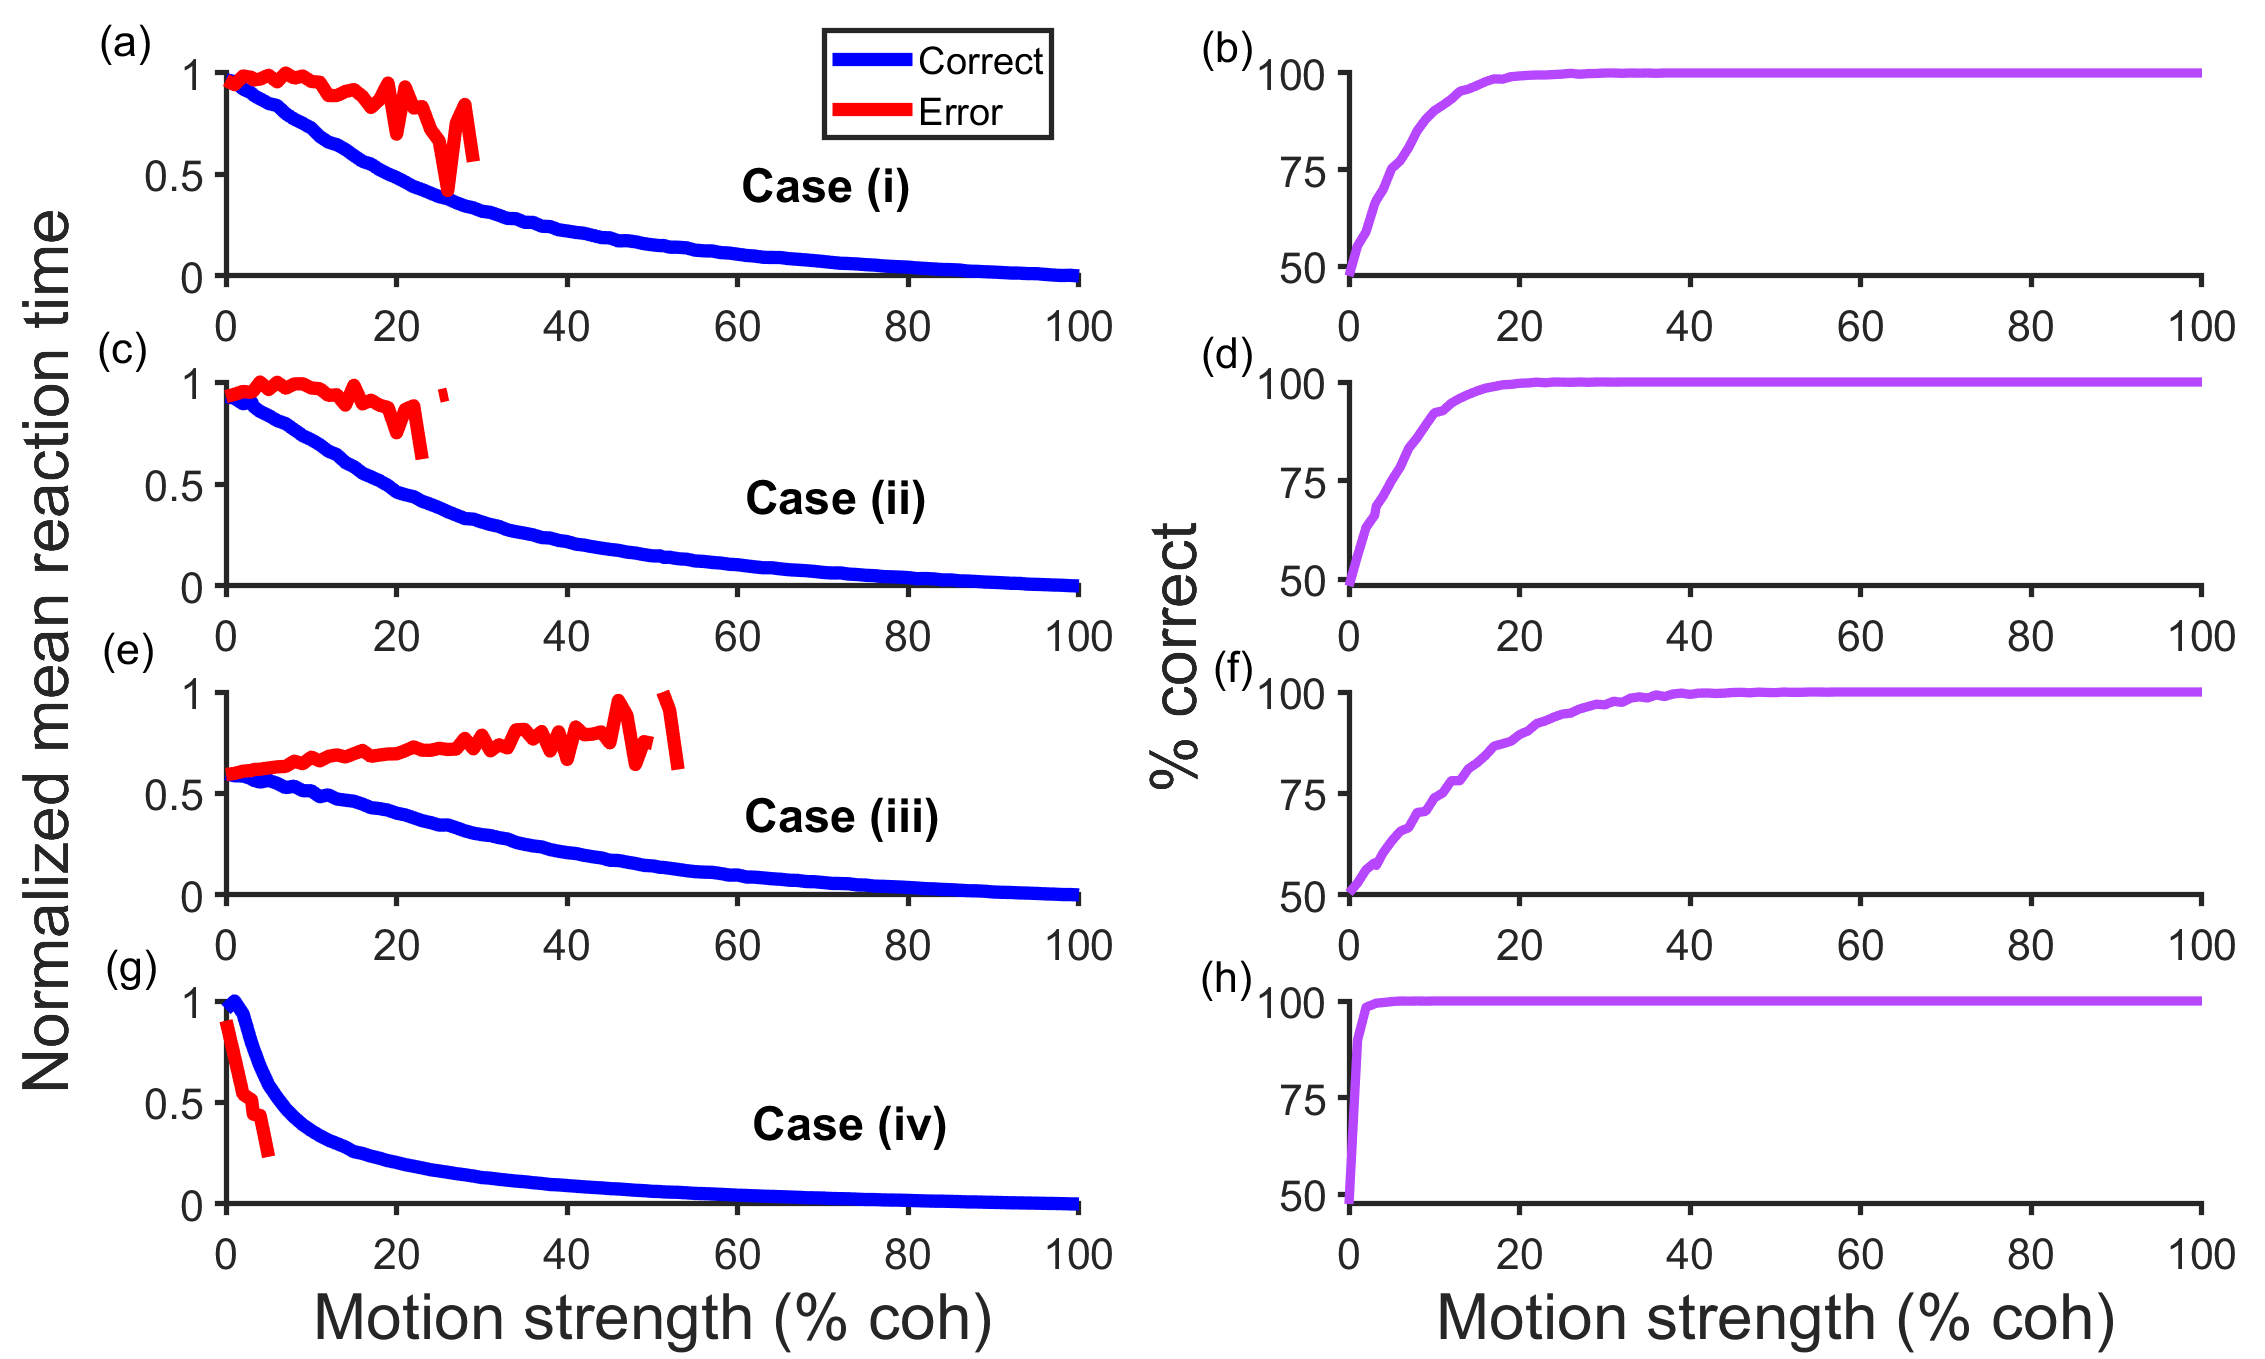 (a)
Correct
Error
1
0.5
0
Case (i)
0 20 40 60 80 100
(b)
100
75
50
0 20 40 60 80 100
(c)
1
0.5
0
Case (ii)
0 20 40 60 80 100
(d)
100
75
50
0 20 40 60 80 100
(e)
1
0.5
0
Case (iii)
0 20 40 60 80 100
(f)
100
75
50
0 20 40 60 80 100
(g)
1
0.5
0
Case (iv)
0 20 40 60 80 100
(h)
100
75
50
0 20 40 60 80 100
Normalized mean reaction time
% correct
Motion strength (% coh)
Motion strength (% coh)